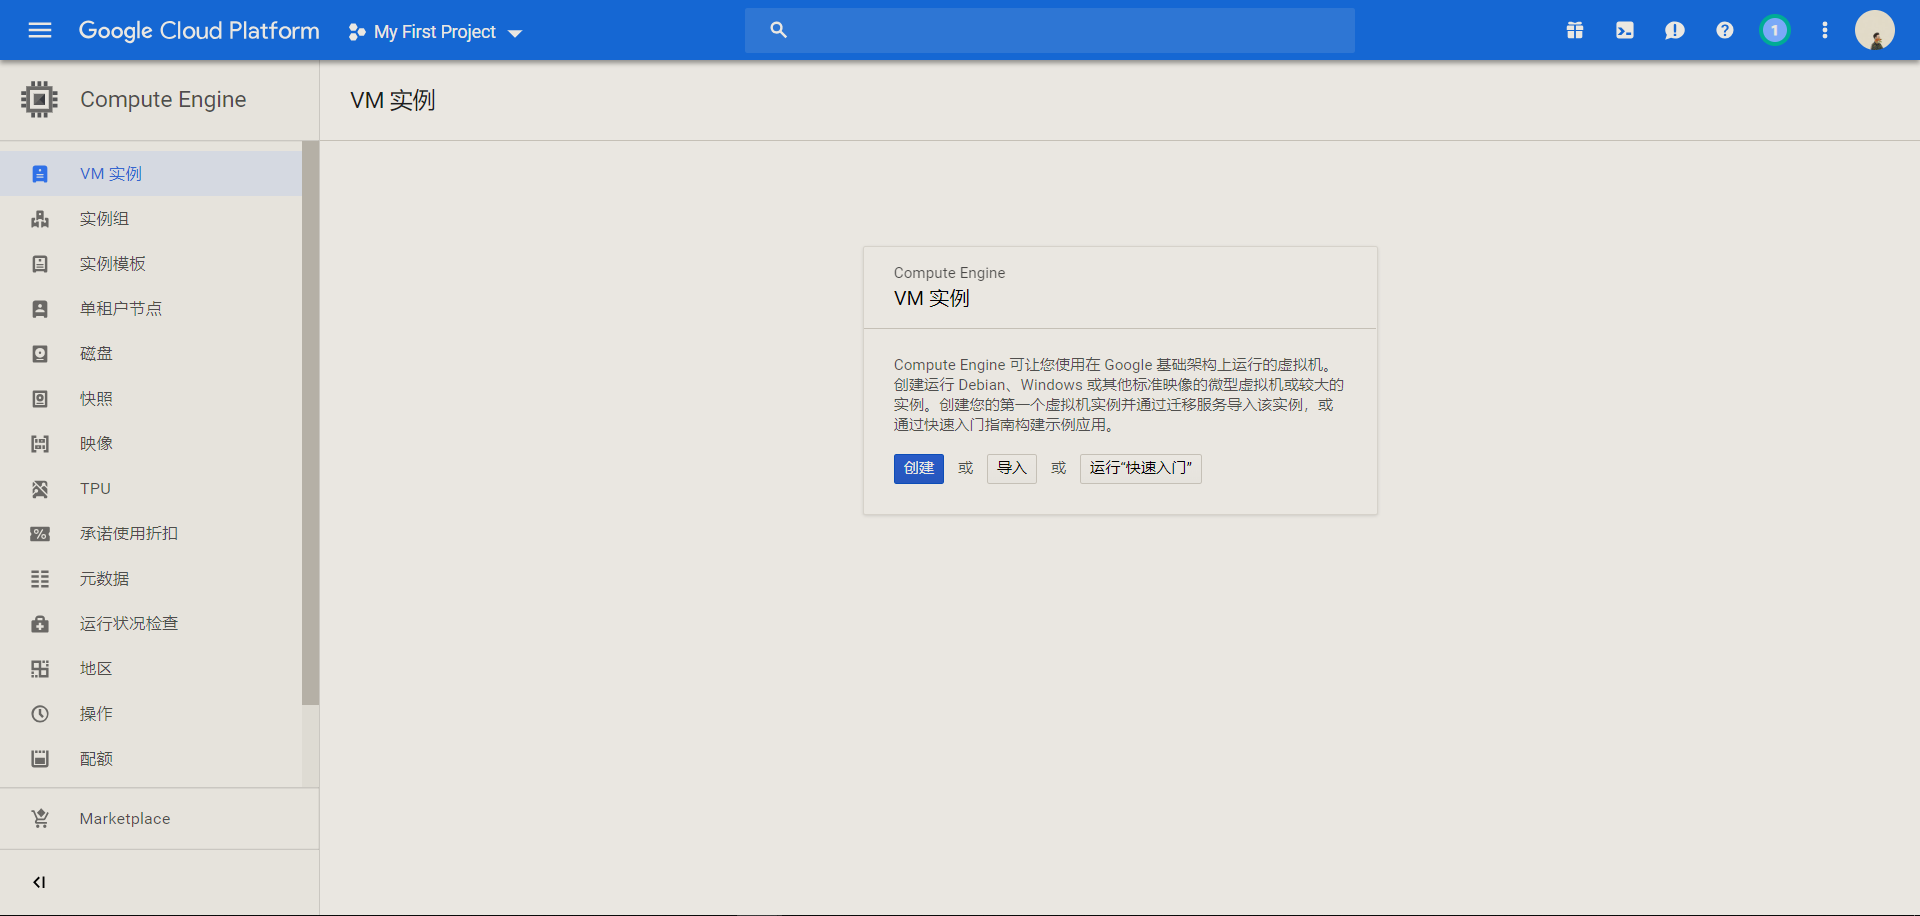 Google Cloud Platform
My First Project
1
Compute Engine
VM 实例
VM 实例
实例组
实例模板
单租户节点
磁盘
快照
映像
TPU
承诺使用折扣
元数据
运行状况检查
地区
操作
配额
Marketplace
Compute Engine
VM 实例
Compute Engine 可让您使用在 Google 基础架构上运行的虚拟机。
创建运行 Debian、Windows 或其他标准映像的微型虚拟机或较大的
实例。创建您的第一个虚拟机实例并通过迁移服务导入该实例，或
通过快速入门指南构建示例应用。
创建 或 导入 或 运行“快速入门”